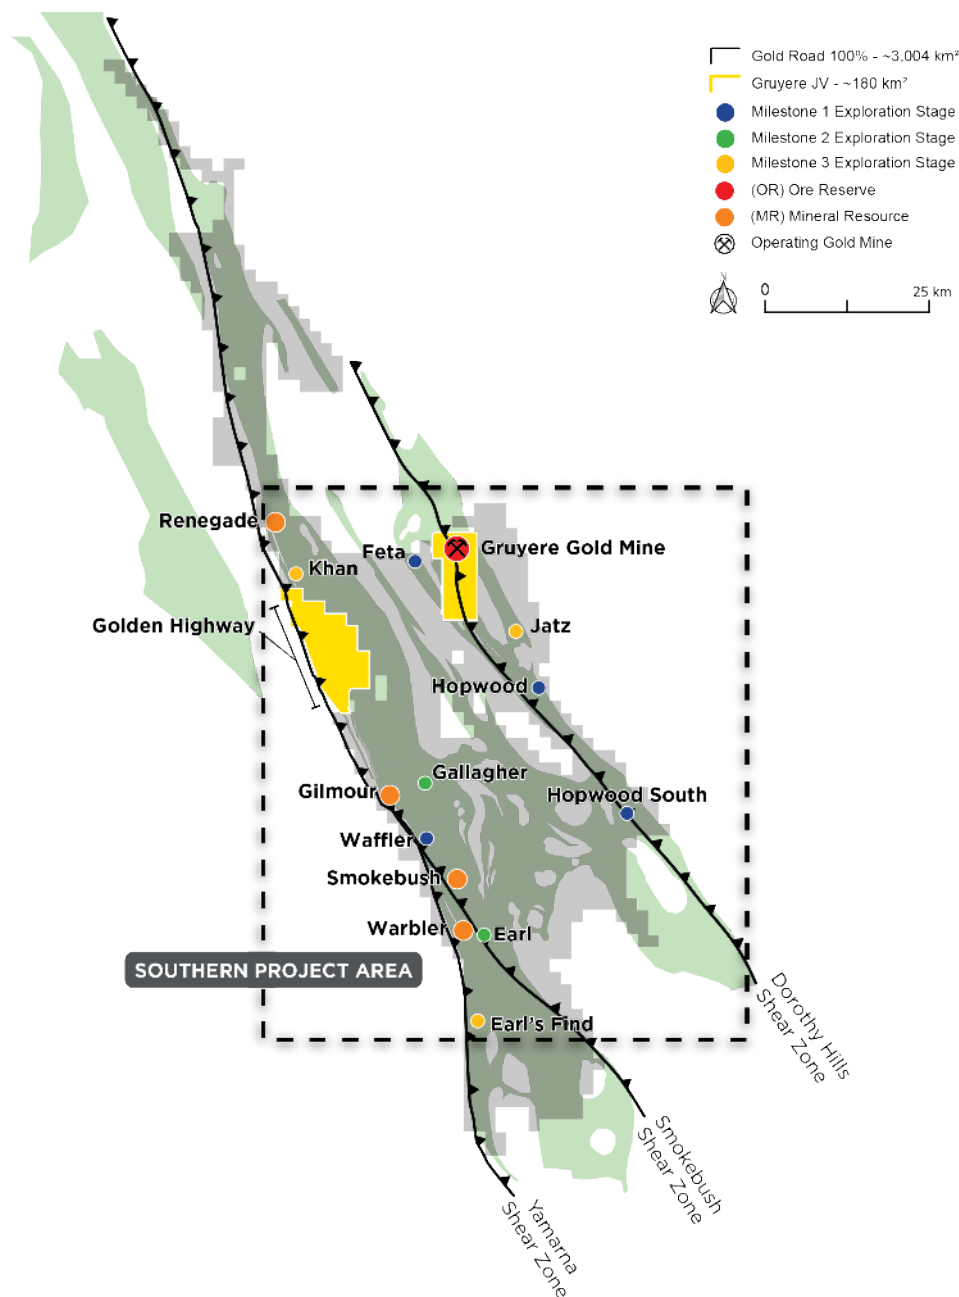 Gold Road 100% - ~3,004 km²
Gruyere JV - ~180 km²
Milestone 1 Exploration Stage
Milestone 2 Exploration Stage
Milestone 3 Exploration Stage
(OR) Ore Reserve
(MR) Mineral Resource
Operating Gold Mine
N
0
25 km
Renegade
Feta
Gruyere Gold Mine
Khan
Golden Highway
Jatz
Hopwood
Gallagher
Gilmour
Hopwood South
Waffler
Smokebush
Warbler
Earl
SOUTHERN PROJECT AREA
Earl's Find
Dorothy Hills
Shear Zone
Smokebush
Shear Zone
Yamarna
Shear Zone